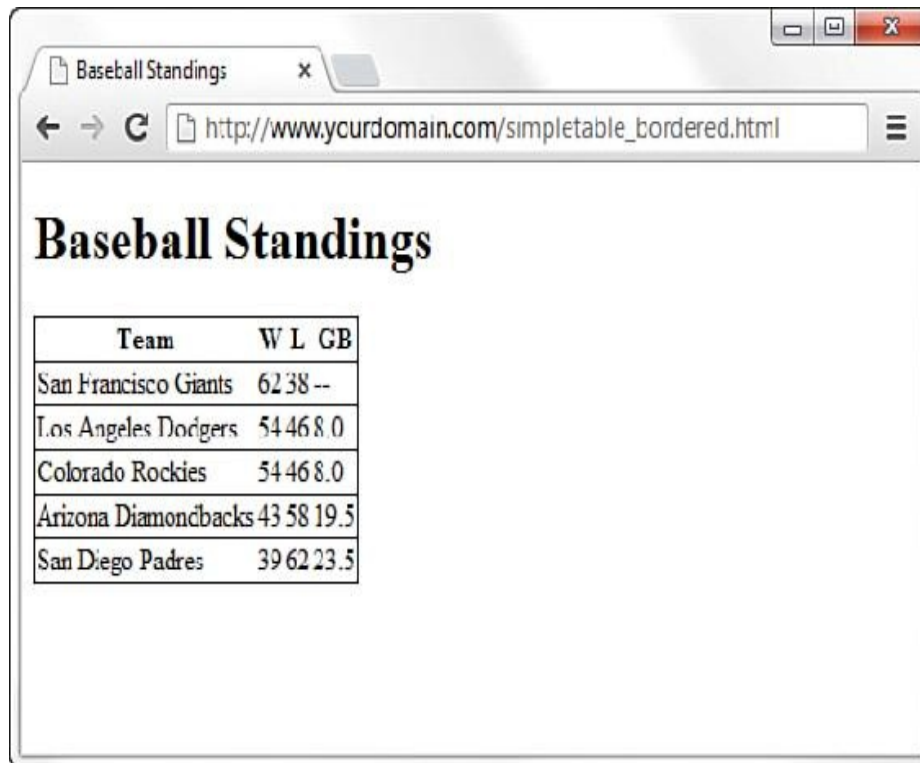 Baseball Standings
http://www.yourdomain.com/simpletable_bordered.html
Baseball Standings
Team W L GB
San Francisco Giants 62 38 --
Los Angeles Dodgers 54 46 8.0
Colorado Rockies 54 46 8.0
Arizona Diamondbacks 43 58 19.5
San Diego Padres 39 62 23.5